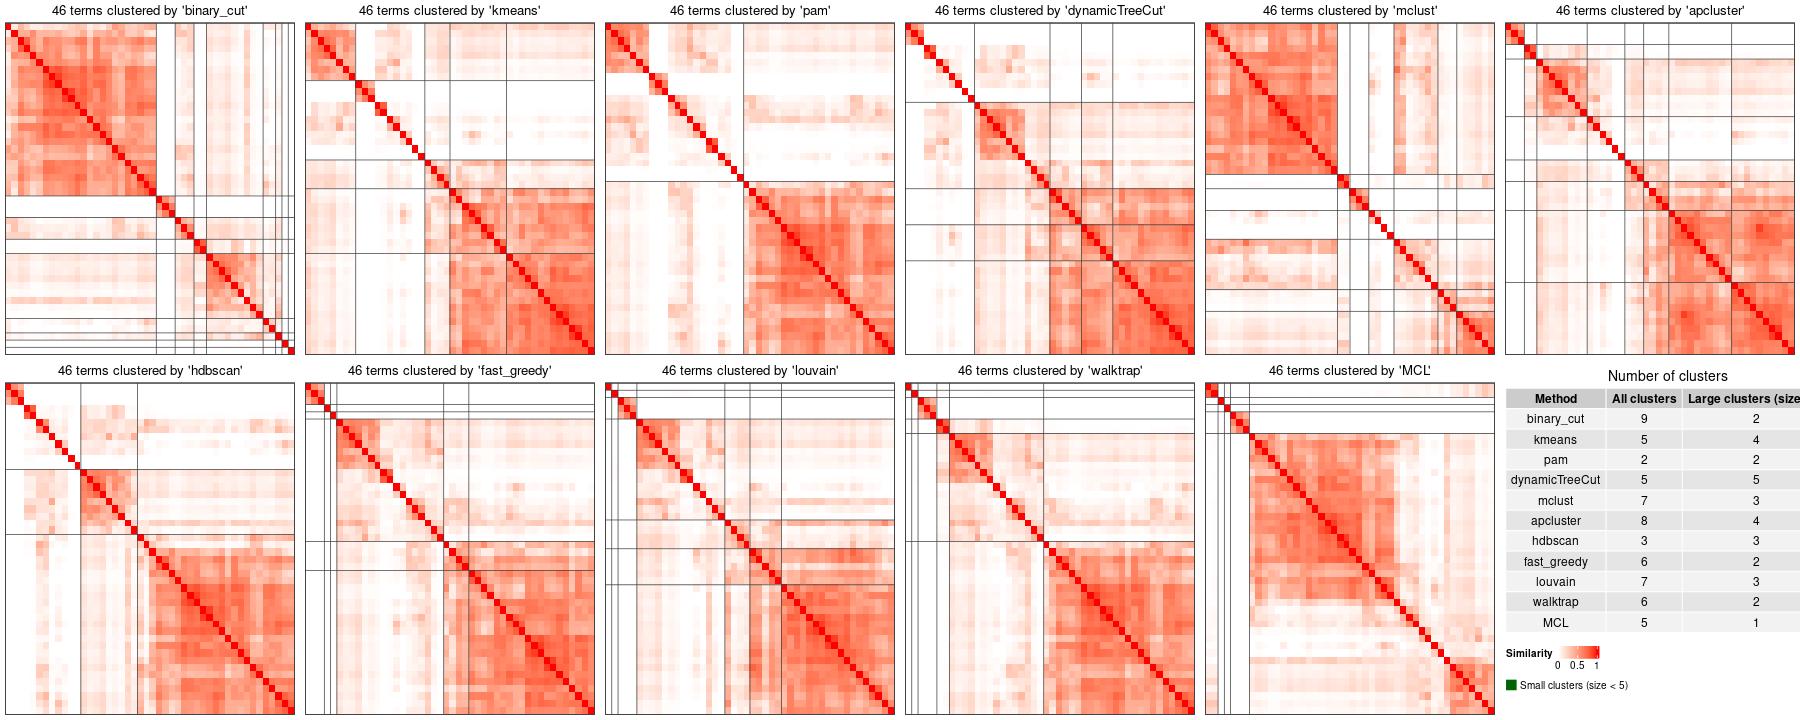 46 terms clustered by 'binary_cut'
46 terms clustered by 'kmeans'
46 terms clustered by 'pam'
46 terms clustered by 'dynamicTreeCut'
46 terms clustered by 'mclust'
46 terms clustered by 'apcluster'
46 terms clustered by 'hdbscan'
46 terms clustered by 'fast_greedy'
46 terms clustered by 'louvain'
46 terms clustered by 'walktrap'
46 terms clustered by 'MCL'
Number of clusters
Method All clusters Large clusters (size
binary_cut 9 2
kmeans 5 4
pam 2 2
dynamicTreeCut 5 5
mclust 7 3
apcluster 8 4
hdbscan 3 3
fast_greedy 6 2
louvain 7 3
walktrap 6 2
MCL 5 1
Similarity
0 0.5 1
Small clusters (size < 5)